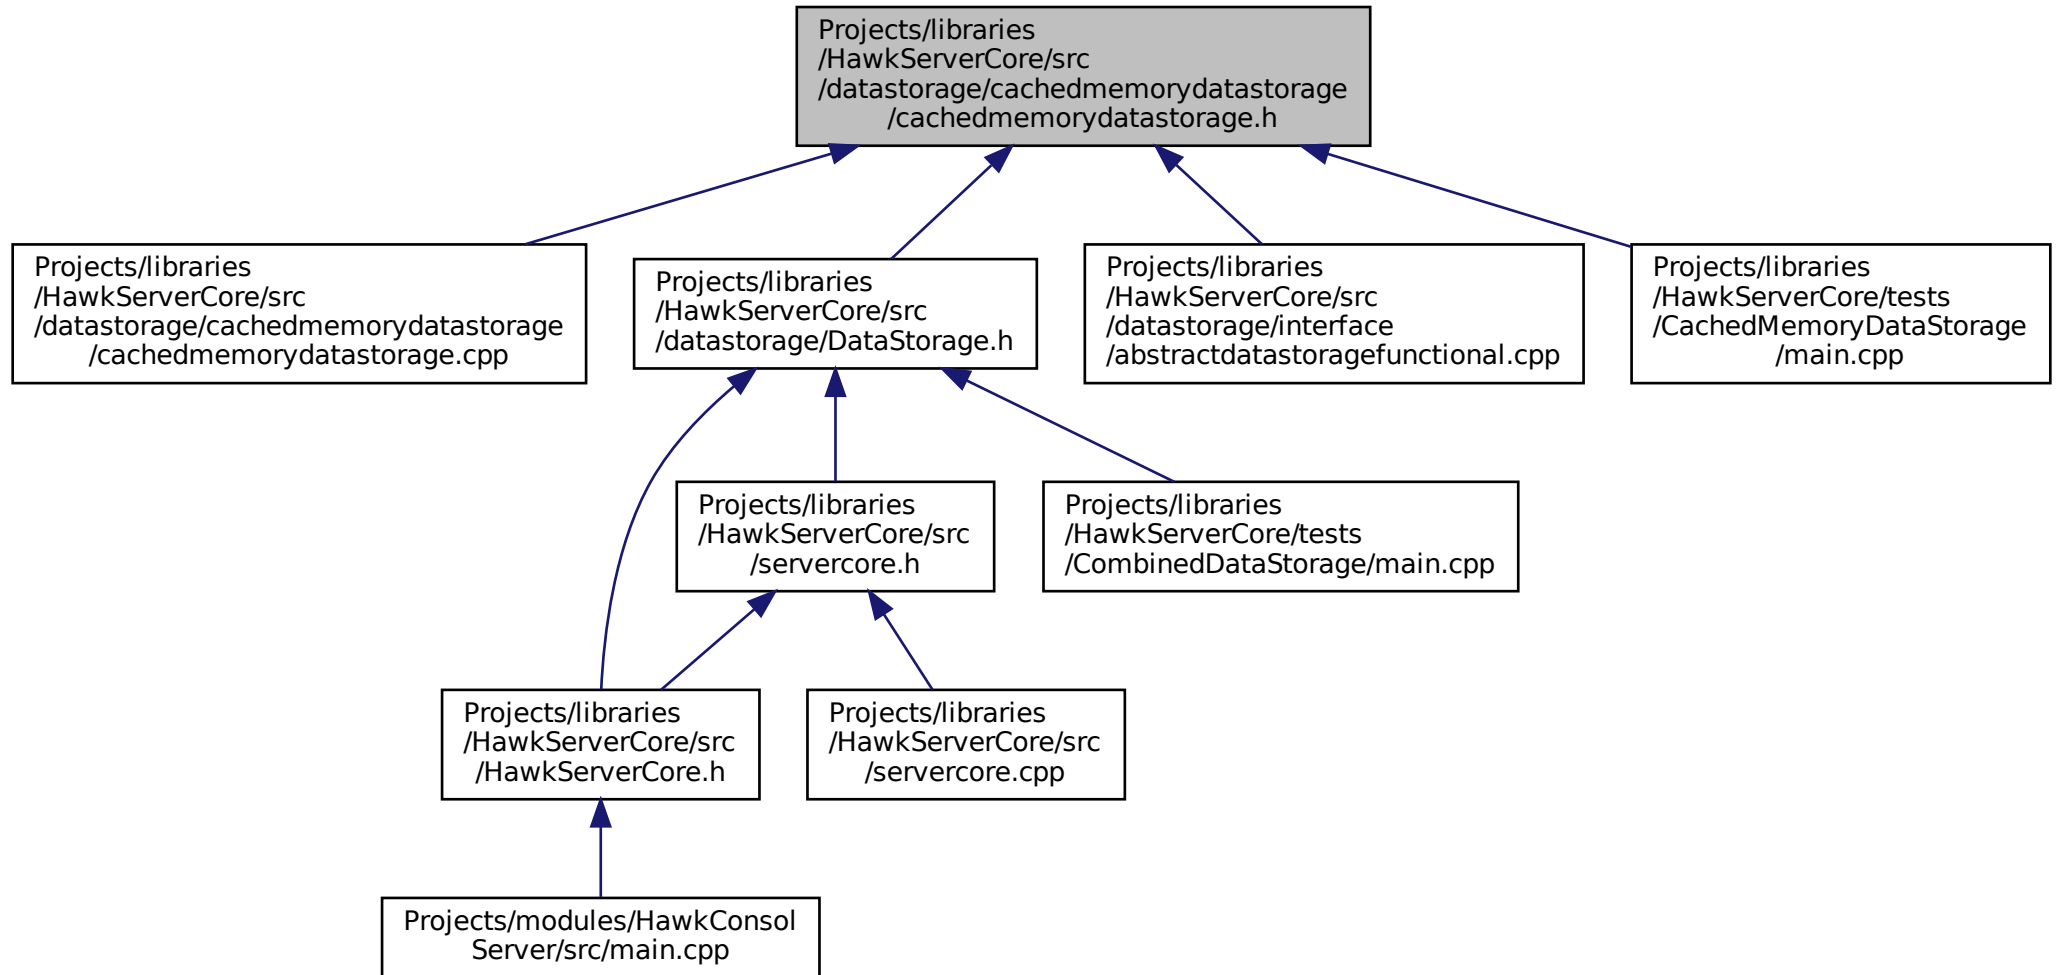 Projects/libraries
/HawkServerCore/src
/datastorage/cachedmemorydatastorage
/cachedmemorydatastorage.h
Projects/libraries
/HawkServerCore/src
/datastorage/cachedmemorydatastorage
/cachedmemorydatastorage.cpp
Projects/libraries
/HawkServerCore/src
/datastorage/DataStorage.h
Projects/libraries
/HawkServerCore/src
/datastorage/interface
/abstractdatastoragefunctional.cpp
Projects/libraries
/HawkServerCore/tests
/CachedMemoryDataStorage
/main.cpp
Projects/libraries
/HawkServerCore/src
/servercore.h
Projects/libraries
/HawkServerCore/tests
/CombinedDataStorage/main.cpp
Projects/libraries
/HawkServerCore/src
/HawkServerCore.h
Projects/libraries
/HawkServerCore/src
/servercore.cpp
Projects/modules/HawkConsol
Server/src/main.cpp